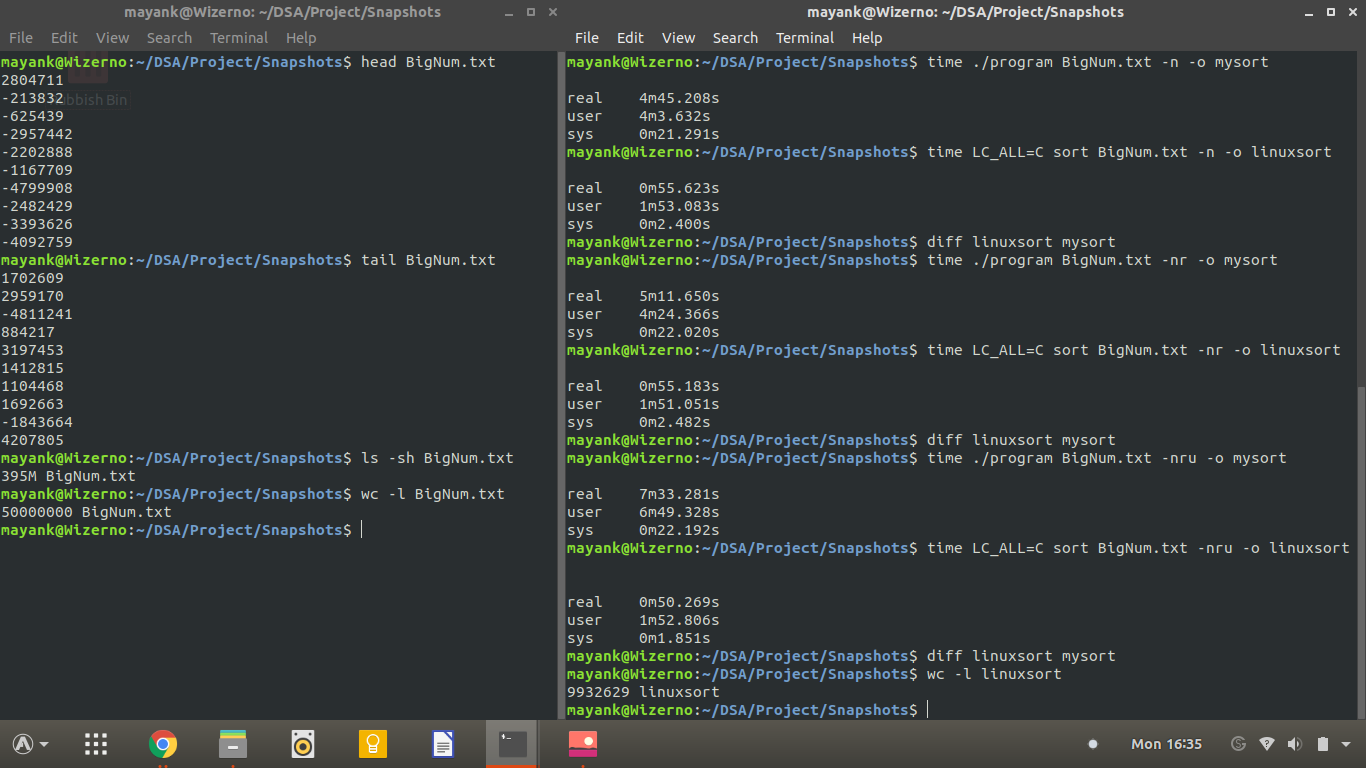 mayank@Wizerno: ~/DSA/Project/Snapshots
File Edit View Search Terminal Help
mayank@Wizerno:~/DSA/Project/Snapshots$ head BigNum.txt
2804711
-213832
-625439
-2957442
-2202888
-1167709
-4799908
-2482429
-3393626
-4092759
mayank@Wizerno:~/DSA/Project/Snapshots$ tail BigNum.txt
1702609
2959170
-4811241
884217
3197453
1412815
1104468
1692663
-1843664
4207805
mayank@Wizerno:~/DSA/Project/Snapshots$ ls -sh BigNum.txt
395M BigNum.txt
mayank@Wizerno:~/DSA/Project/Snapshots$ wc -l BigNum.txt
50000000 BigNum.txt
mayank@Wizerno:~/DSA/Project/Snapshots$
mayank@Wizerno: ~/DSA/Project/Snapshots
File Edit View Search Terminal Help
mayank@Wizerno:~/DSA/Project/Snapshots$ time ./program BigNum.txt -n -o mysort
real 4m45.208s
user 4m3.632s
sys 0m21.291s
mayank@Wizerno:~/DSA/Project/Snapshots$ time LC_ALL=C sort BigNum.txt -n -o linuxsort
real 0m55.623s
user 1m53.083s
sys 0m2.400s
mayank@Wizerno:~/DSA/Project/Snapshots$ diff linuxsort mysort
mayank@Wizerno:~/DSA/Project/Snapshots$ time ./program BigNum.txt -nr -o mysort
real 5m11.650s
user 4m24.366s
sys 0m22.020s
mayank@Wizerno:~/DSA/Project/Snapshots$ time LC_ALL=C sort BigNum.txt -nr -o linuxsort
real 0m55.183s
user 1m51.051s
sys 0m2.482s
mayank@Wizerno:~/DSA/Project/Snapshots$ diff linuxsort mysort
mayank@Wizerno:~/DSA/Project/Snapshots$ time ./program BigNum.txt -nru -o mysort
real 7m33.281s
user 6m49.328s
sys 0m22.192s
mayank@Wizerno:~/DSA/Project/Snapshots$ time LC_ALL=C sort BigNum.txt -nru -o linuxsort
real 0m50.269s
user 1m52.806s
sys 0m1.851s
mayank@Wizerno:~/DSA/Project/Snapshots$ diff linuxsort mysort
mayank@Wizerno:~/DSA/Project/Snapshots$ wc -l linuxsort
9932629 linuxsort
mayank@Wizerno:~/DSA/Project/Snapshots$
Mon 16:35